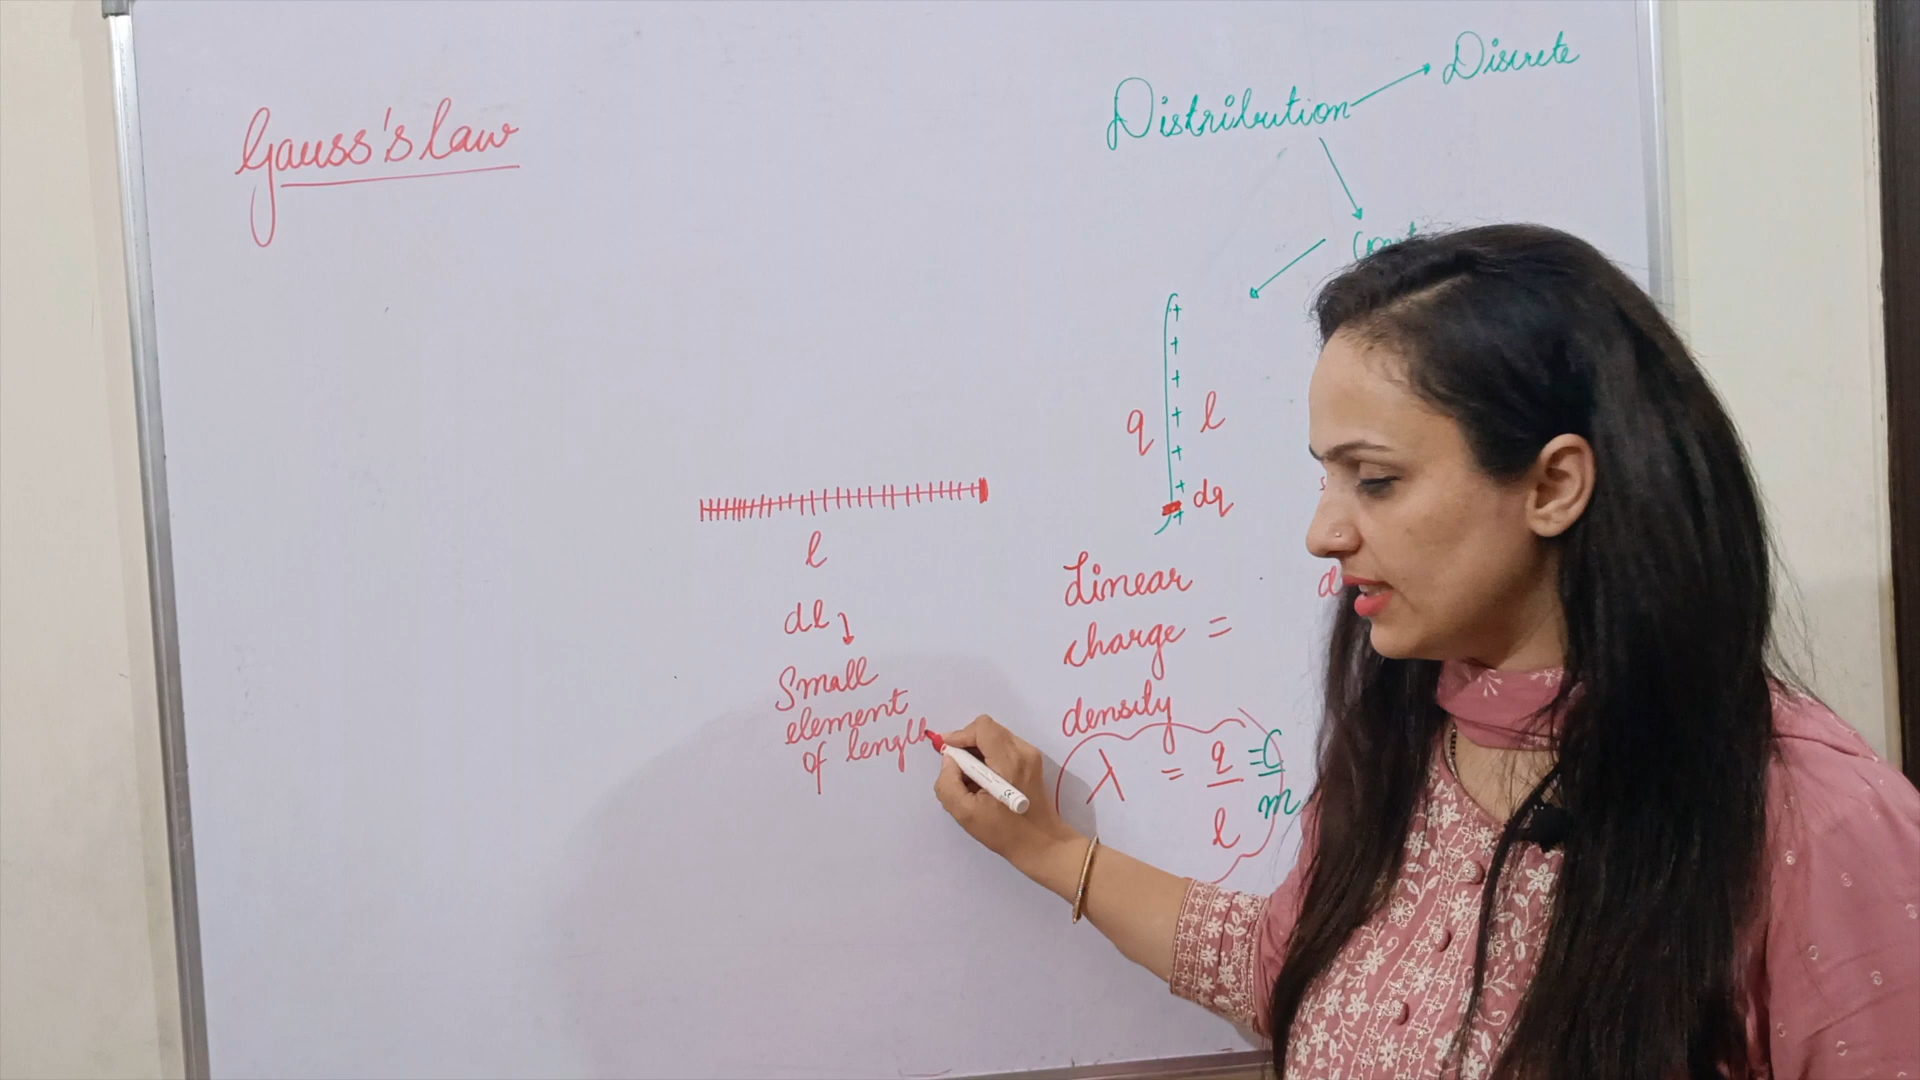 Gauss's law
Distribution
Discrete
q
l
dq
l
dl
Small
element
of length
Linear
charge =
density
λ = q/l = C/m